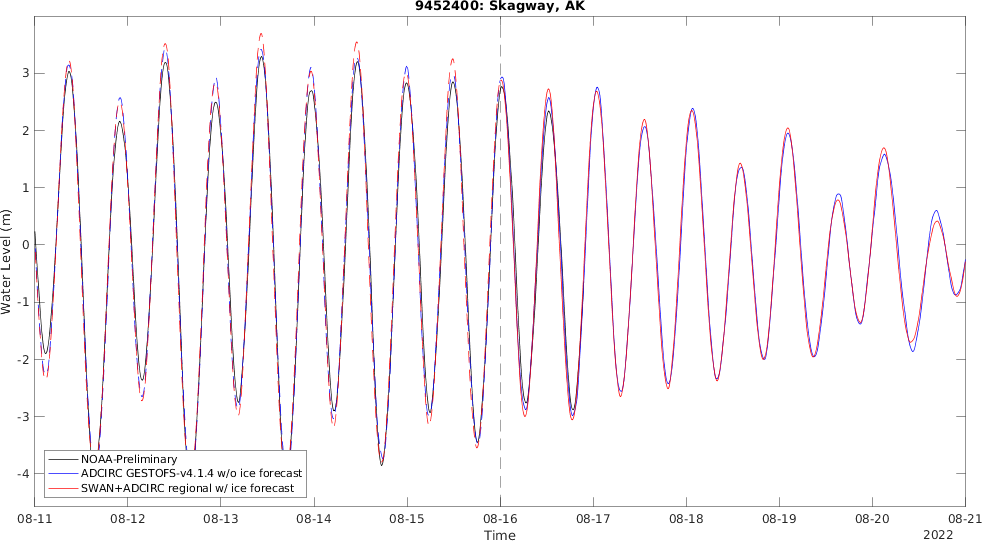 9452400: Skagway, AK
Water Level (m)
3
2
1
0
-1
-2
-3
-4
NOAA-Preliminary
ADCIRC GESTOFS-v4.1.4 w/o ice forecast
SWAN+ADCIRC regional w/ ice forecast
08-11 08-12 08-13 08-14 08-15 08-16 08-17 08-18 08-19 08-20 08-21
Time
2022